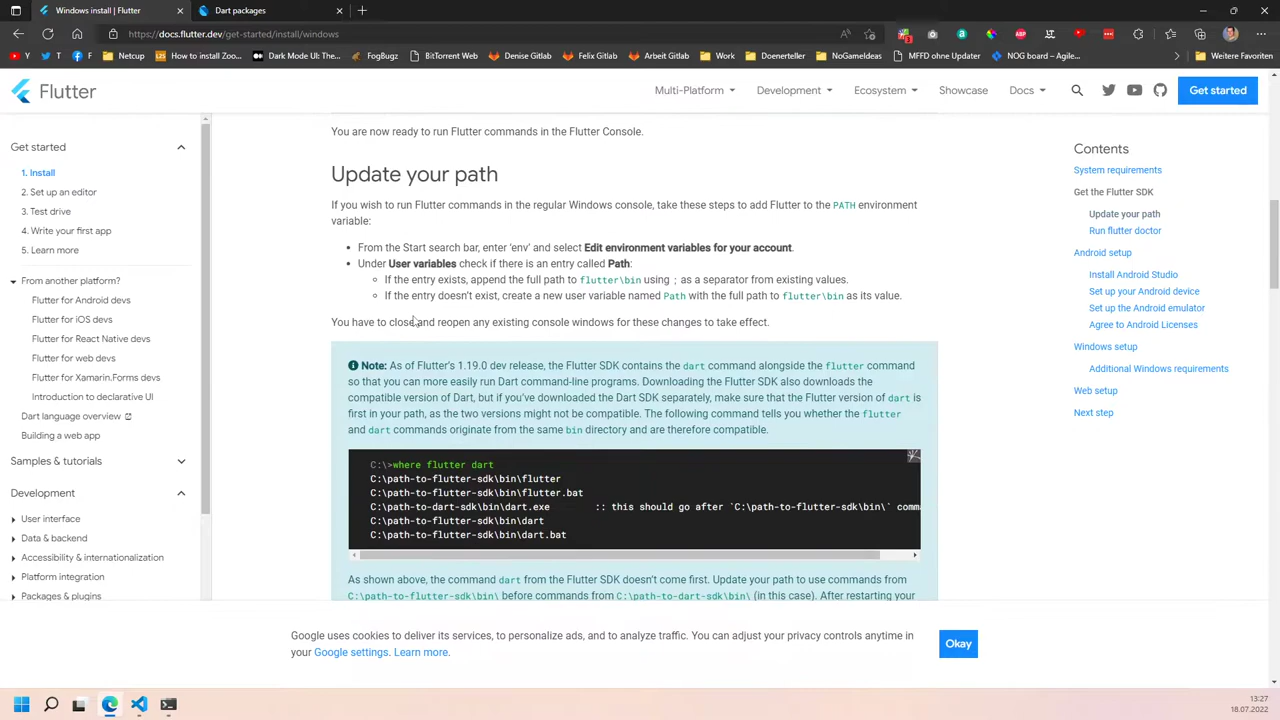 Windows install | Flutter
Dart packages
https://docs.flutter.dev/get-started/install/windows
Y
F
Netcup
How to install Zoo...
Dark Mode UI: The...
FogBugz
BitTorrent Web
Denise Gitlab
Felix Gitlab
Arbeit Gitlab
Work
Doenerteller
NoGameIdeas
MFFD ohne Updater
NOG board – Agile...
Weitere Favoriten
Flutter
Multi-Platform
Development
Ecosystem
Showcase
Docs
Get started
Get started
1. Install
2. Set up an editor
3. Test drive
4. Write your first app
5. Learn more
From another platform?
Flutter for Android devs
Flutter for iOS devs
Flutter for React Native devs
Flutter for web devs
Flutter for Xamarin.Forms devs
Introduction to declarative UI
Dart language overview
Building a web app
Samples & tutorials
Development
User interface
Data & backend
Accessibility & internationalization
Platform integration
Packages & plugins
You are now ready to run Flutter commands in the Flutter Console.
Update your path
If you wish to run Flutter commands in the regular Windows console, take these steps to add Flutter to the PATH environment
variable:
• From the Start search bar, enter ‘env’ and select Edit environment variables for your account.
• Under User variables check if there is an entry called Path:
If the entry exists, append the full path to flutter\bin using ; as a separator from existing values.
If the entry doesn’t exist, create a new user variable named Path with the full path to flutter\bin as its value.
You have to close and reopen any existing console windows for these changes to take effect.
Note: As of Flutter’s 1.19.0 dev release, the Flutter SDK contains the dart command alongside the flutter command
so that you can more easily run Dart command-line programs. Downloading the Flutter SDK also downloads the
compatible version of Dart, but if you’ve downloaded the Dart SDK separately, make sure that the Flutter version of dart is
first in your path, as the two versions might not be compatible. The following command tells you whether the flutter
and dart commands originate from the same bin directory and are therefore compatible.
C:\>where flutter dart
C:\path-to-flutter-sdk\bin\flutter
C:\path-to-flutter-sdk\bin\flutter.bat
C:\path-to-dart-sdk\bin\dart.exe :: this should go after `C:\path-to-flutter-sdk\bin\` comm
C:\path-to-flutter-sdk\bin\dart
C:\path-to-flutter-sdk\bin\dart.bat
As shown above, the command dart from the Flutter SDK doesn’t come first. Update your path to use commands from
C:\path-to-flutter-sdk\bin\ before commands from C:\path-to-dart-sdk\bin\ (in this case). After restarting your
Contents
System requirements
Get the Flutter SDK
Update your path
Run flutter doctor
Android setup
Install Android Studio
Set up your Android device
Set up the Android emulator
Agree to Android Licenses
Windows setup
Additional Windows requirements
Web setup
Next step
Google uses cookies to deliver its services, to personalize ads, and to analyze traffic. You can adjust your privacy controls anytime in
your Google settings. Learn more.
Okay
13:27
18.07.2022